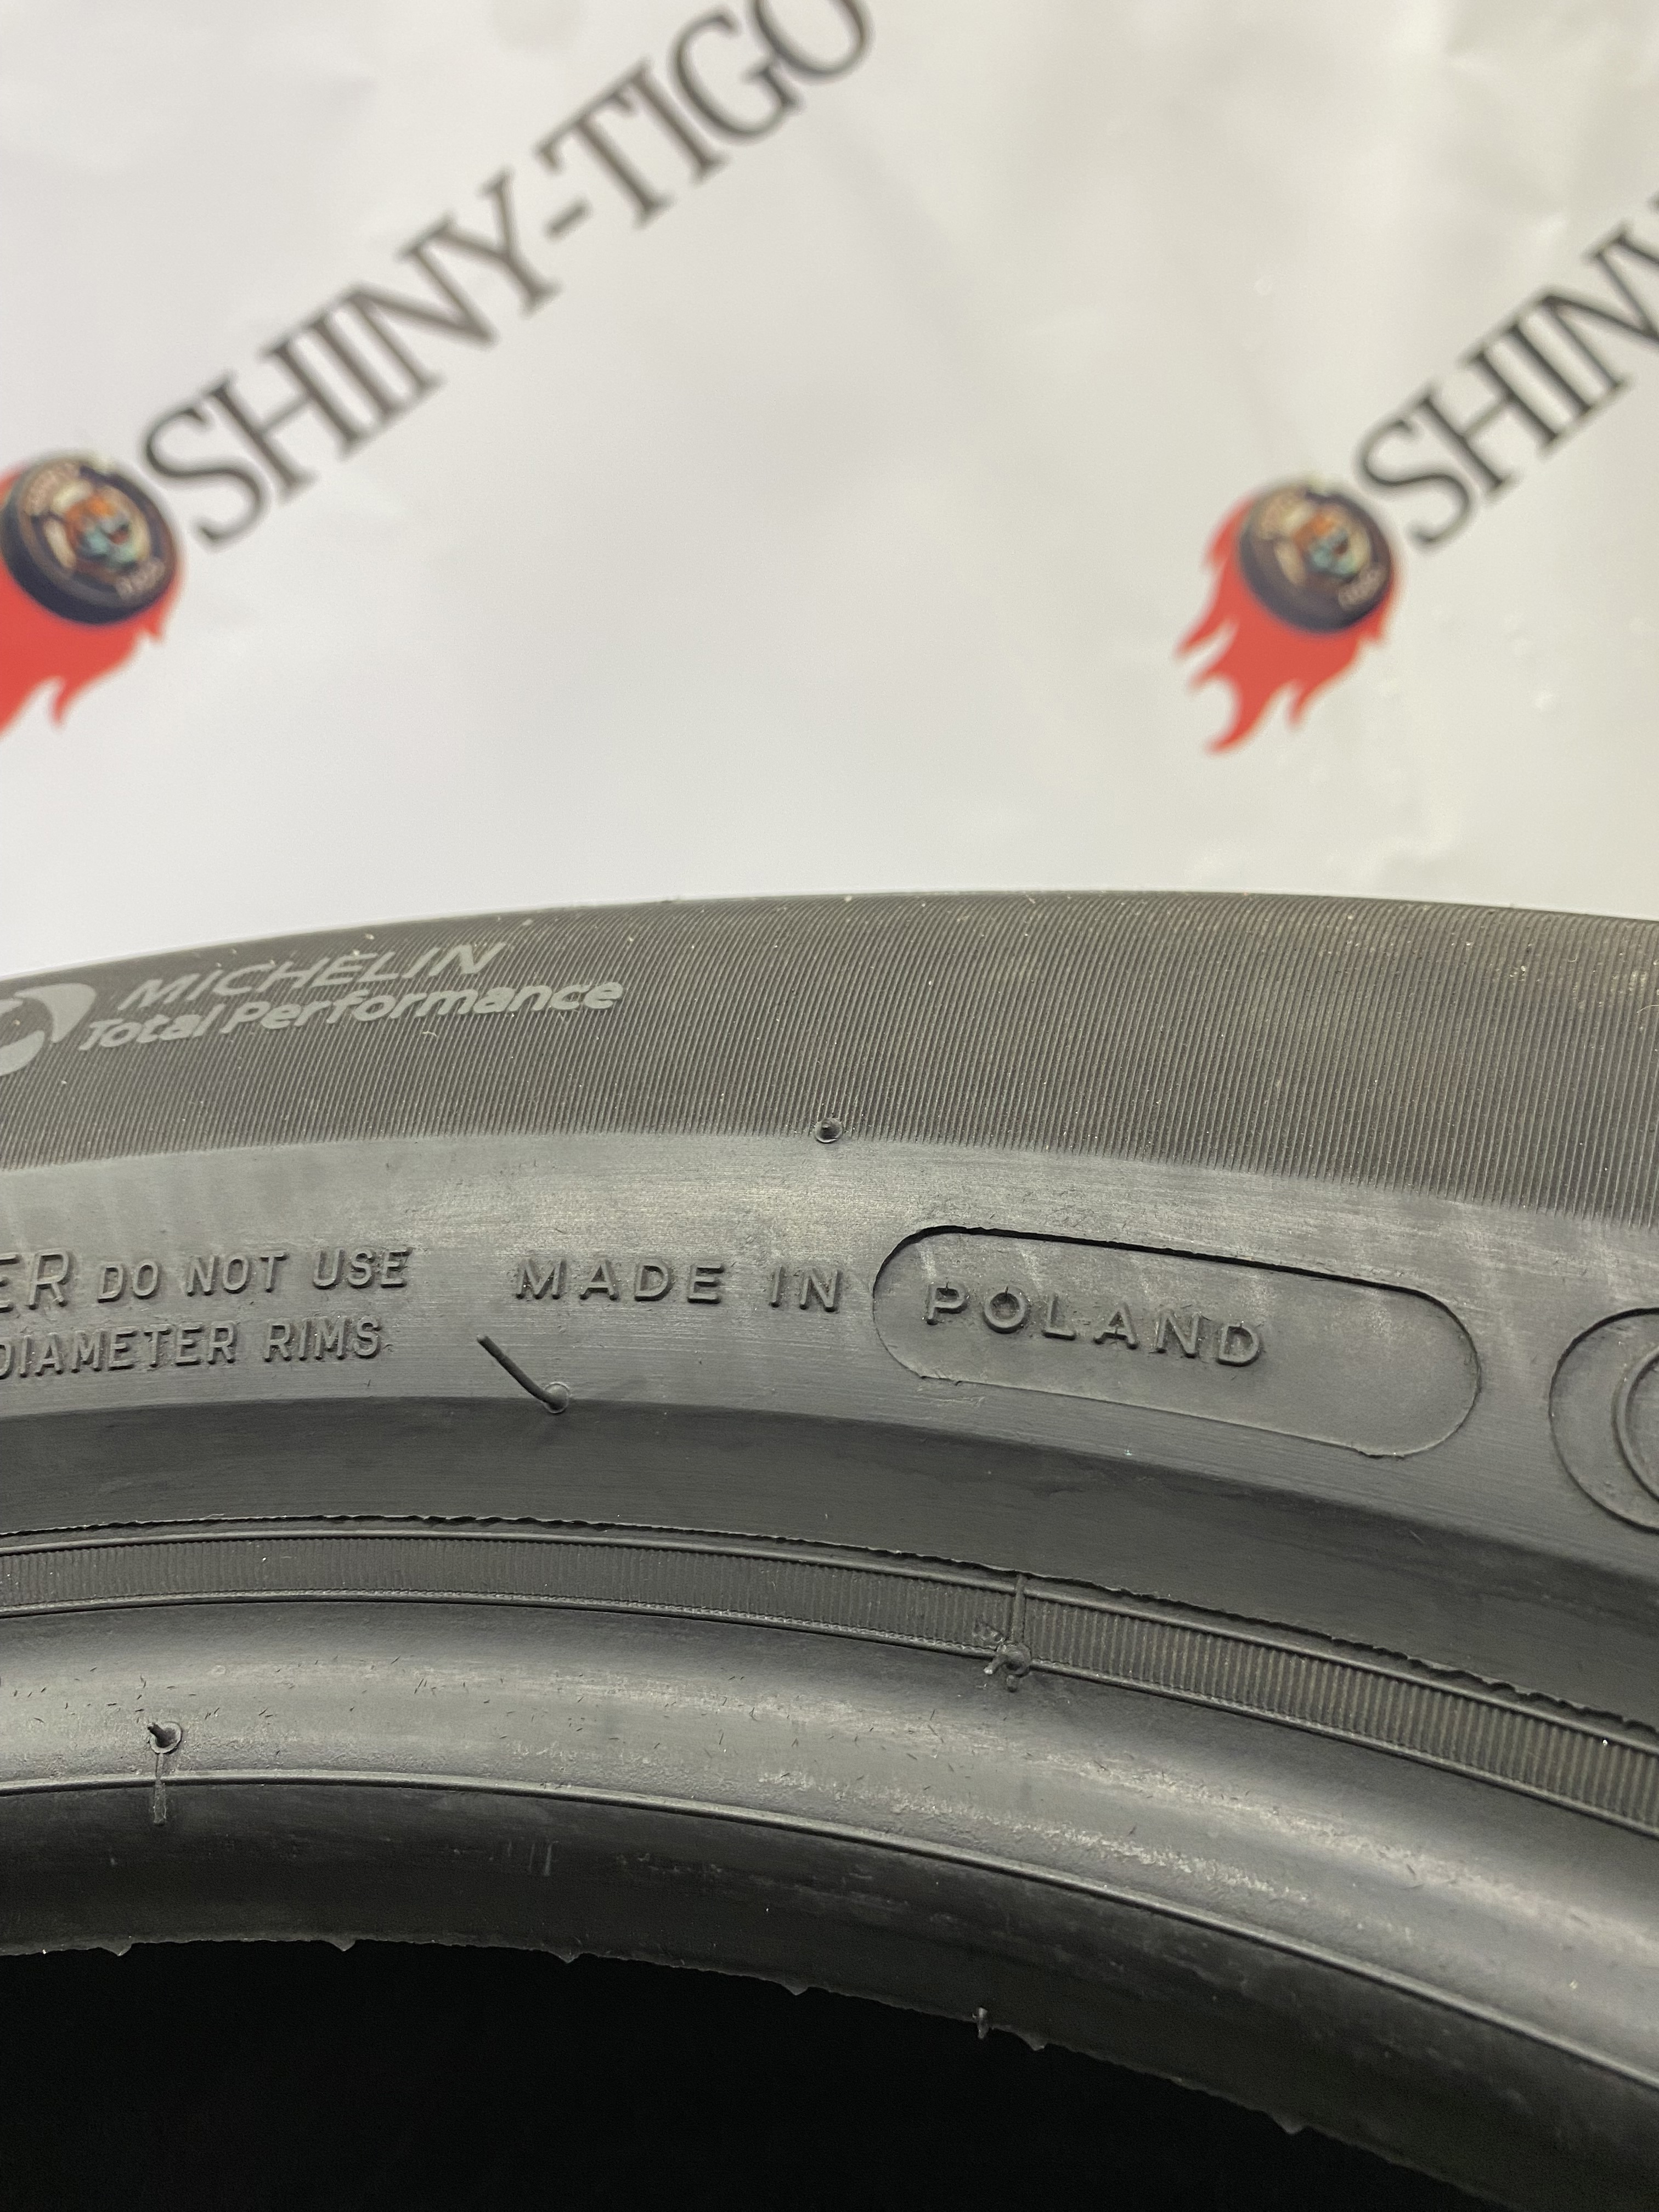 SHINY-TIGO
SHINY
MICHELIN
Total Performance
ER DO NOT USE
DIAMETER RIMS
MADE IN POLAND